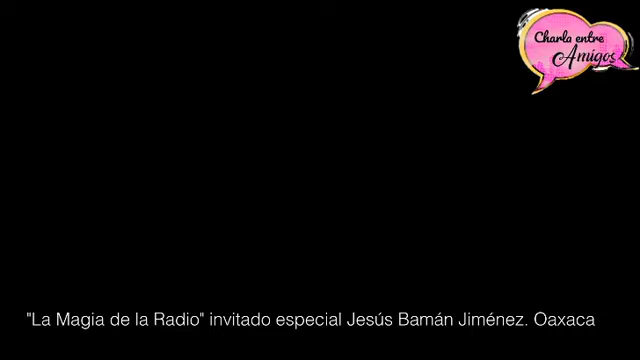 Charla entre
Amigos
"La Magia de la Radio" invitado especial Jesús Bamán Jiménez. Oaxaca